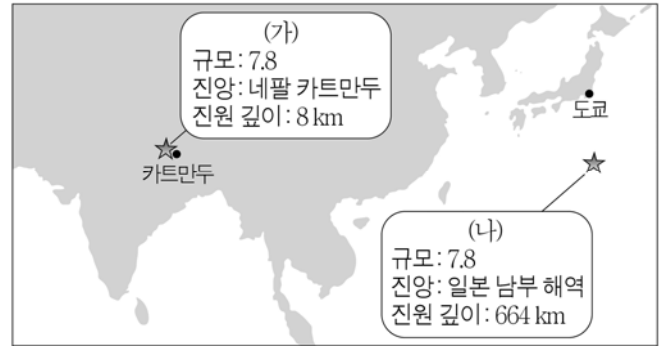 (가)
규모: 7.8
진앙: 네팔 카트만두
진원 깊이: 8 km
카트만두
도쿄
(나)
규모: 7.8
진앙: 일본 남부 해역
진원 깊이: 664 km